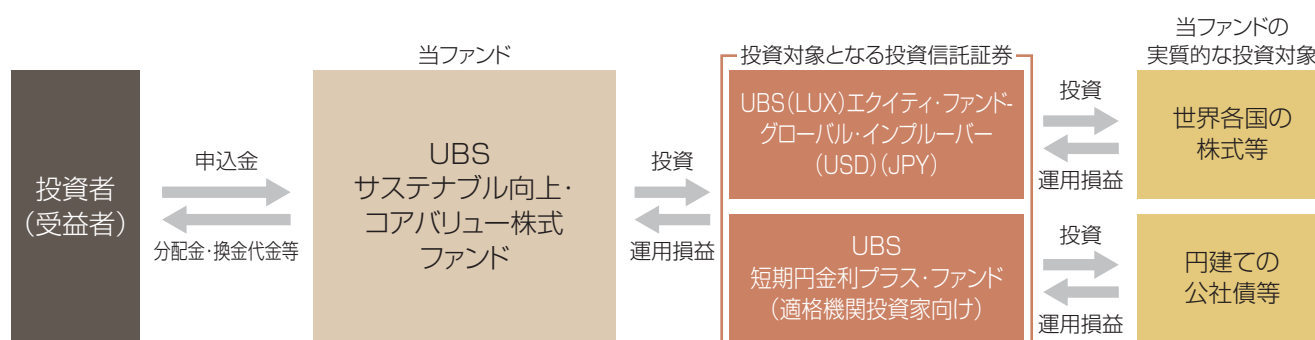 投資者
(受益者)
申込金
分配金・換金代金等
当ファンド
UBS
サステナブル向上・
コアバリュー株式
ファンド
投資
運用損益
投資対象となる投資信託証券
UBS(LUX)エクイティ・ファンド-
グローバル・インプルーバー
(USD)(JPY)
UBS
短期円金利プラス・ファンド
(適格機関投資家向け)
投資
運用損益
投資
運用損益
当ファンドの
実質的な投資対象
世界各国の
株式等
円建ての
公社債等